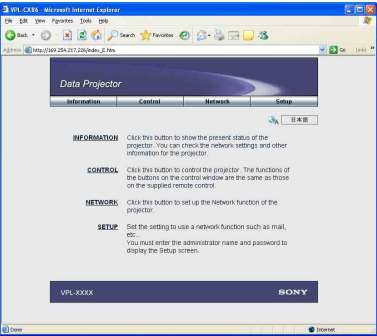 VPL-CX86 - Microsoft Internet Explorer
File Edit View Favorites Tools Help
Back Search Favorites
Address http://169.254.217.226/index_E.htm Go Links »
Data Projector
Information Control Network Setup
日本語
INFORMATION Click this button to show the present status of the
projector. You can check the network settings and other
information for the projector.
CONTROL Click this button to control the projector. The functions of
the buttons on the control window are the same as those
on the supplied remote control.
NETWORK Click this button to set up the Network function of the
projector.
SETUP Set the setting to use a network function such as mail,
etc..
You must enter the administrator name and password to
display the Setup screen.
VPL-XXXX SONY
Done Internet